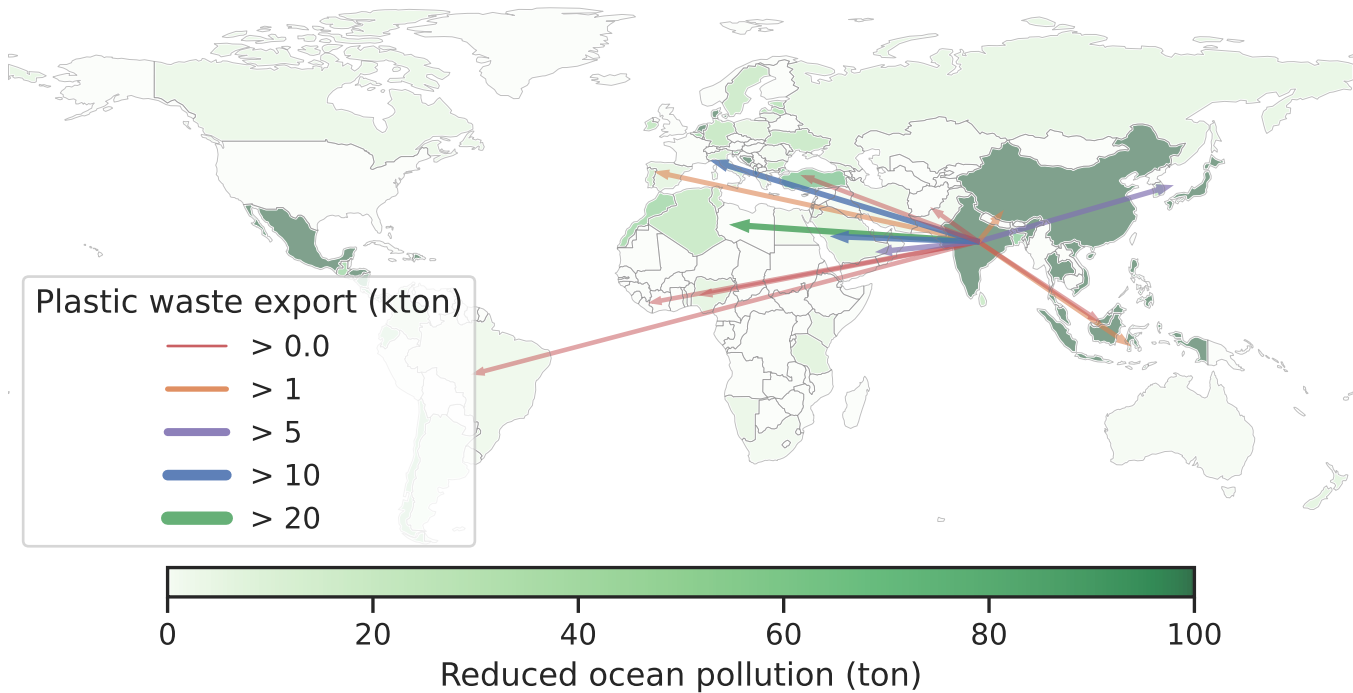 Plastic waste export (kton)
> 0.0
> 1
> 5
> 10
> 20
0 20 40 60 80 100
Reduced ocean pollution (ton)